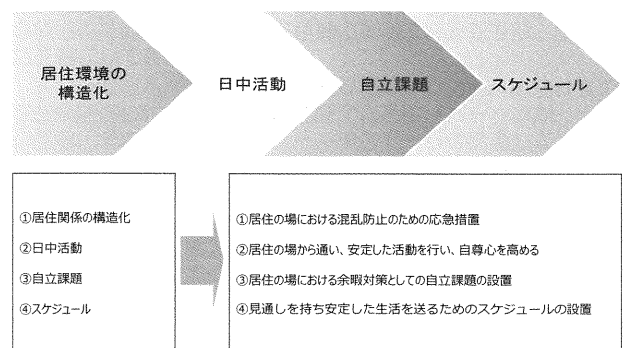 居住環境の
構造化
日中活動
自立課題
スケジュール
①居住関係の構造化
②日中活動
③自立課題
④スケジュール
①居住の場における混乱防止のための応急措置
②居住の場から通い、安定した活動を行い、自尊心を高める
③居住の場における余暇対策としての自立課題の設置
④見通しを持ち安定した生活を送るためのスケジュールの設置